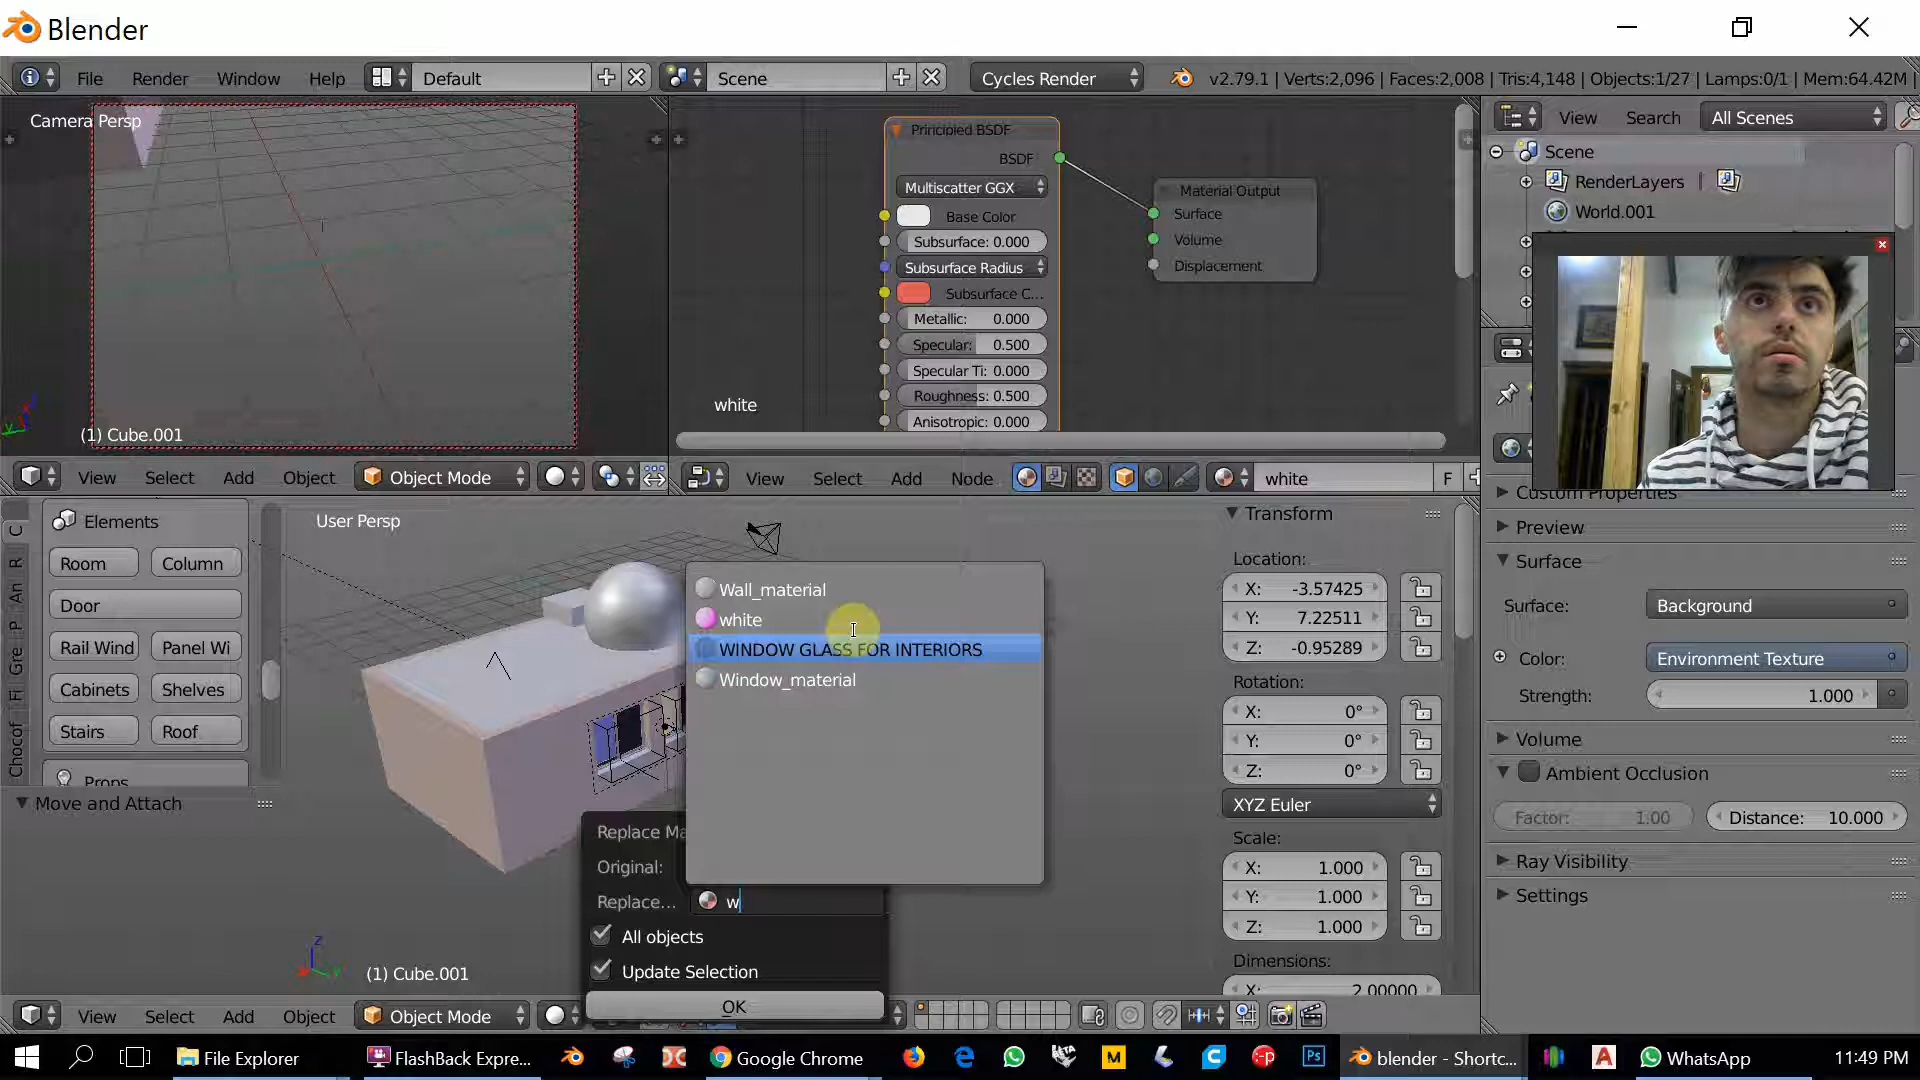 Blender
File Render Window Help Default Scene Cycles Render v2.79.1 | Verts:2,096 | Faces:2,008 | Tris:4,148 | Objects:1/27 | Lamps:0/1 | Mem:64.42M |
Camera Persp
(1) Cube.001
View Select Add Object Object Mode
Principled BSDF
BSDF
Multiscatter GGX
Base Color
Subsurface: 0.000
Subsurface Radius
Subsurface C...
Metallic: 0.000
Specular: 0.500
Specular Ti: 0.000
Roughness: 0.500
Anisotropic: 0.000
Material Output
Surface
Volume
Displacement
white
View Select Add Node white F
View Search All Scenes
Scene
RenderLayers |
World.001
Custom Properties
Preview
Surface
Surface: Background
Color: Environment Texture
Strength: 1.000
Volume
Ambient Occlusion
Factor: 1.00 Distance: 10.000
Ray Visibility
Settings
C
R
An
P
Gre
Fi
Chocof
Elements
Room Column
Door
Rail Wind Panel Wi
Cabinets Shelves
Stairs Roof
Props
Move and Attach
User Persp
(1) Cube.001
Wall_material
white
WINDOW GLASS FOR INTERIORS
Window_material
Replace Ma
Original:
Replace... w
All objects
Update Selection
OK
Transform
Location:
X: -3.57425
Y: 7.22511
Z: -0.95289
Rotation:
X: 0°
Y: 0°
Z: 0°
XYZ Euler
Scale:
X: 1.000
Y: 1.000
Z: 1.000
Dimensions:
X: 2.00000
View Select Add Object Object Mode
File Explorer FlashBack Expre... Google Chrome blender - Shortc... WhatsApp 11:49 PM